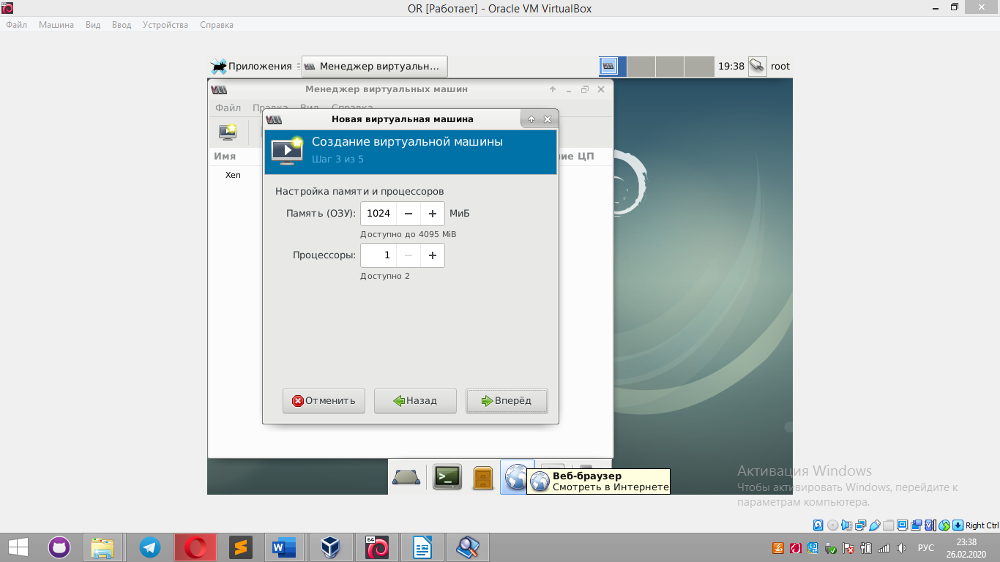 OR [Работает] - Oracle VM VirtualBox
Файл Машина Вид Ввод Устройства Справка
Приложения Менеджер виртуальн... 19:38 root
Менеджер виртуальных машин
Файл Правка Вид Справка
Новая виртуальная машина
Создание виртуальной машины
Шаг 3 из 5
Имя ние ЦП
Xen
Настройка памяти и процессоров
Память (ОЗУ): 1024 МиБ
Доступно до 4095 MiB
Процессоры: 1
Доступно 2
Отменить Назад Вперёд
Веб-браузер
Смотреть в Интернете
Активация Windows
Чтобы активировать Windows, перейдите к
параметрам компьютера.
Right Ctrl
64
РУС 23:38
26.02.2020